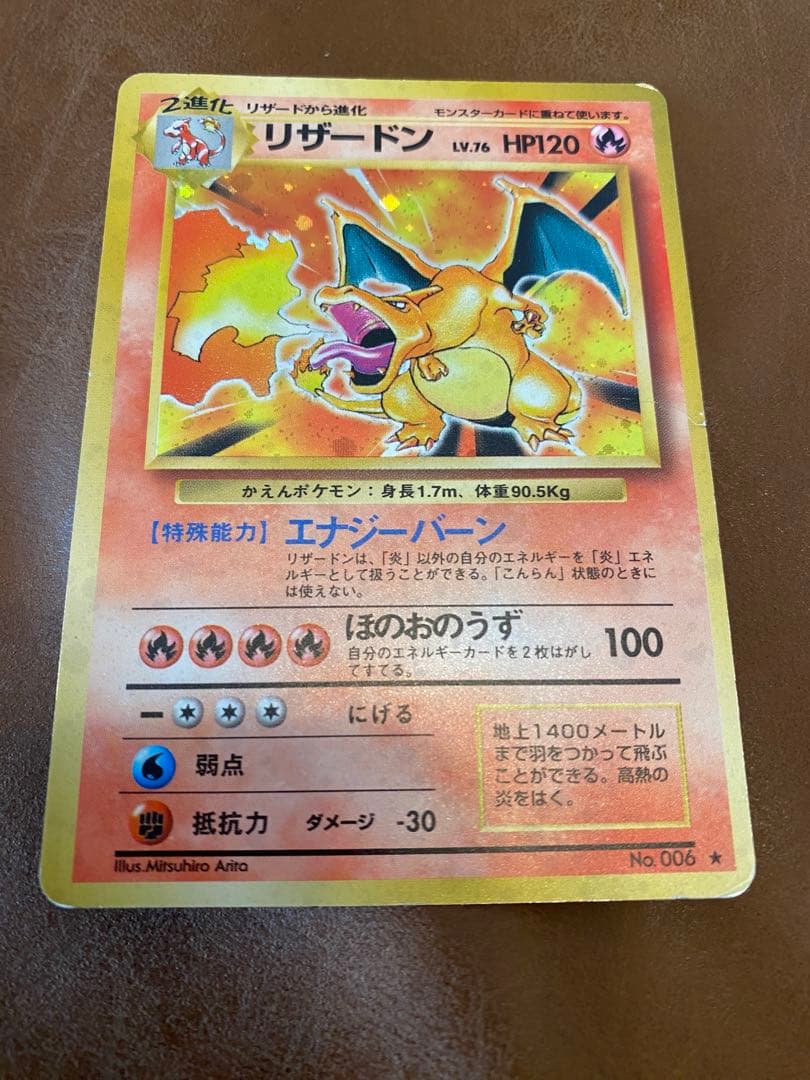 2進化 リザードから進化 モンスターカードに重ねて使います。
リザードン LV.76 HP120
かえんポケモン：身長1.7m、体重90.5Kg
【特殊能力】エナジーバーン
リザードンは、「炎」以外の自分のエネルギーを「炎」エネ
ルギーとして扱うことができる。「こんらん」状態のときに
は使えない。
ほのおのうず 100
自分のエネルギーカードを2枚はがし
てすてる。
にげる
弱点
抵抗力 ダメージ -30
地上1400メートル
まで羽をつかって飛ぶ
ことができる。高熱の
炎をはく。
Illus.Mitsuhiro Arita
No.006 ★